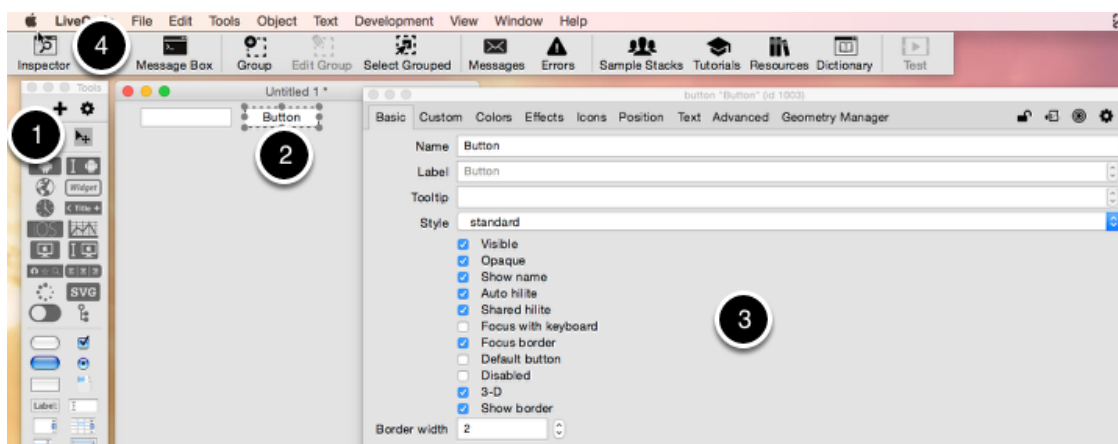 File Edit Tools Object Text Development View Window Help
4
Inspector Message Box Group Edit Group Select Grouped Messages Errors Sample Stacks Tutorials Resources Dictionary Test
Tools
Untitled 1 *
button "Button" (id 1003)
1
Button
2
Basic Custom Colors Effects Icons Position Text Advanced Geometry Manager
Name Button
Label Button
Tooltip
Style standard
Visible
Opaque
Show name
Auto hilite
Shared hilite
Focus with keyboard
Focus border
Default button
Disabled
3-D
Show border
Border width 2
3
Widget
< Title +
iOS
SVG
Label: